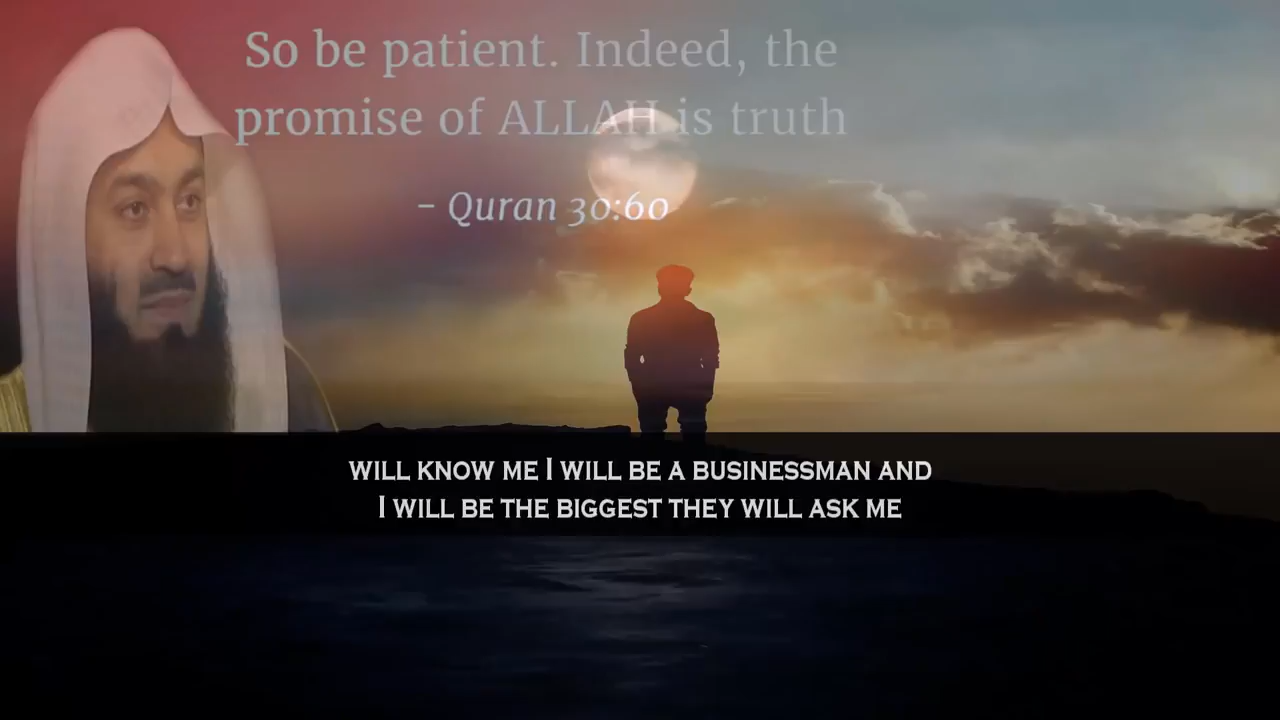 So be patient. Indeed, the
promise of ALLAH is truth
- Quran 30:60
WILL KNOW ME I WILL BE A BUSINESSMAN AND
I WILL BE THE BIGGEST THEY WILL ASK ME